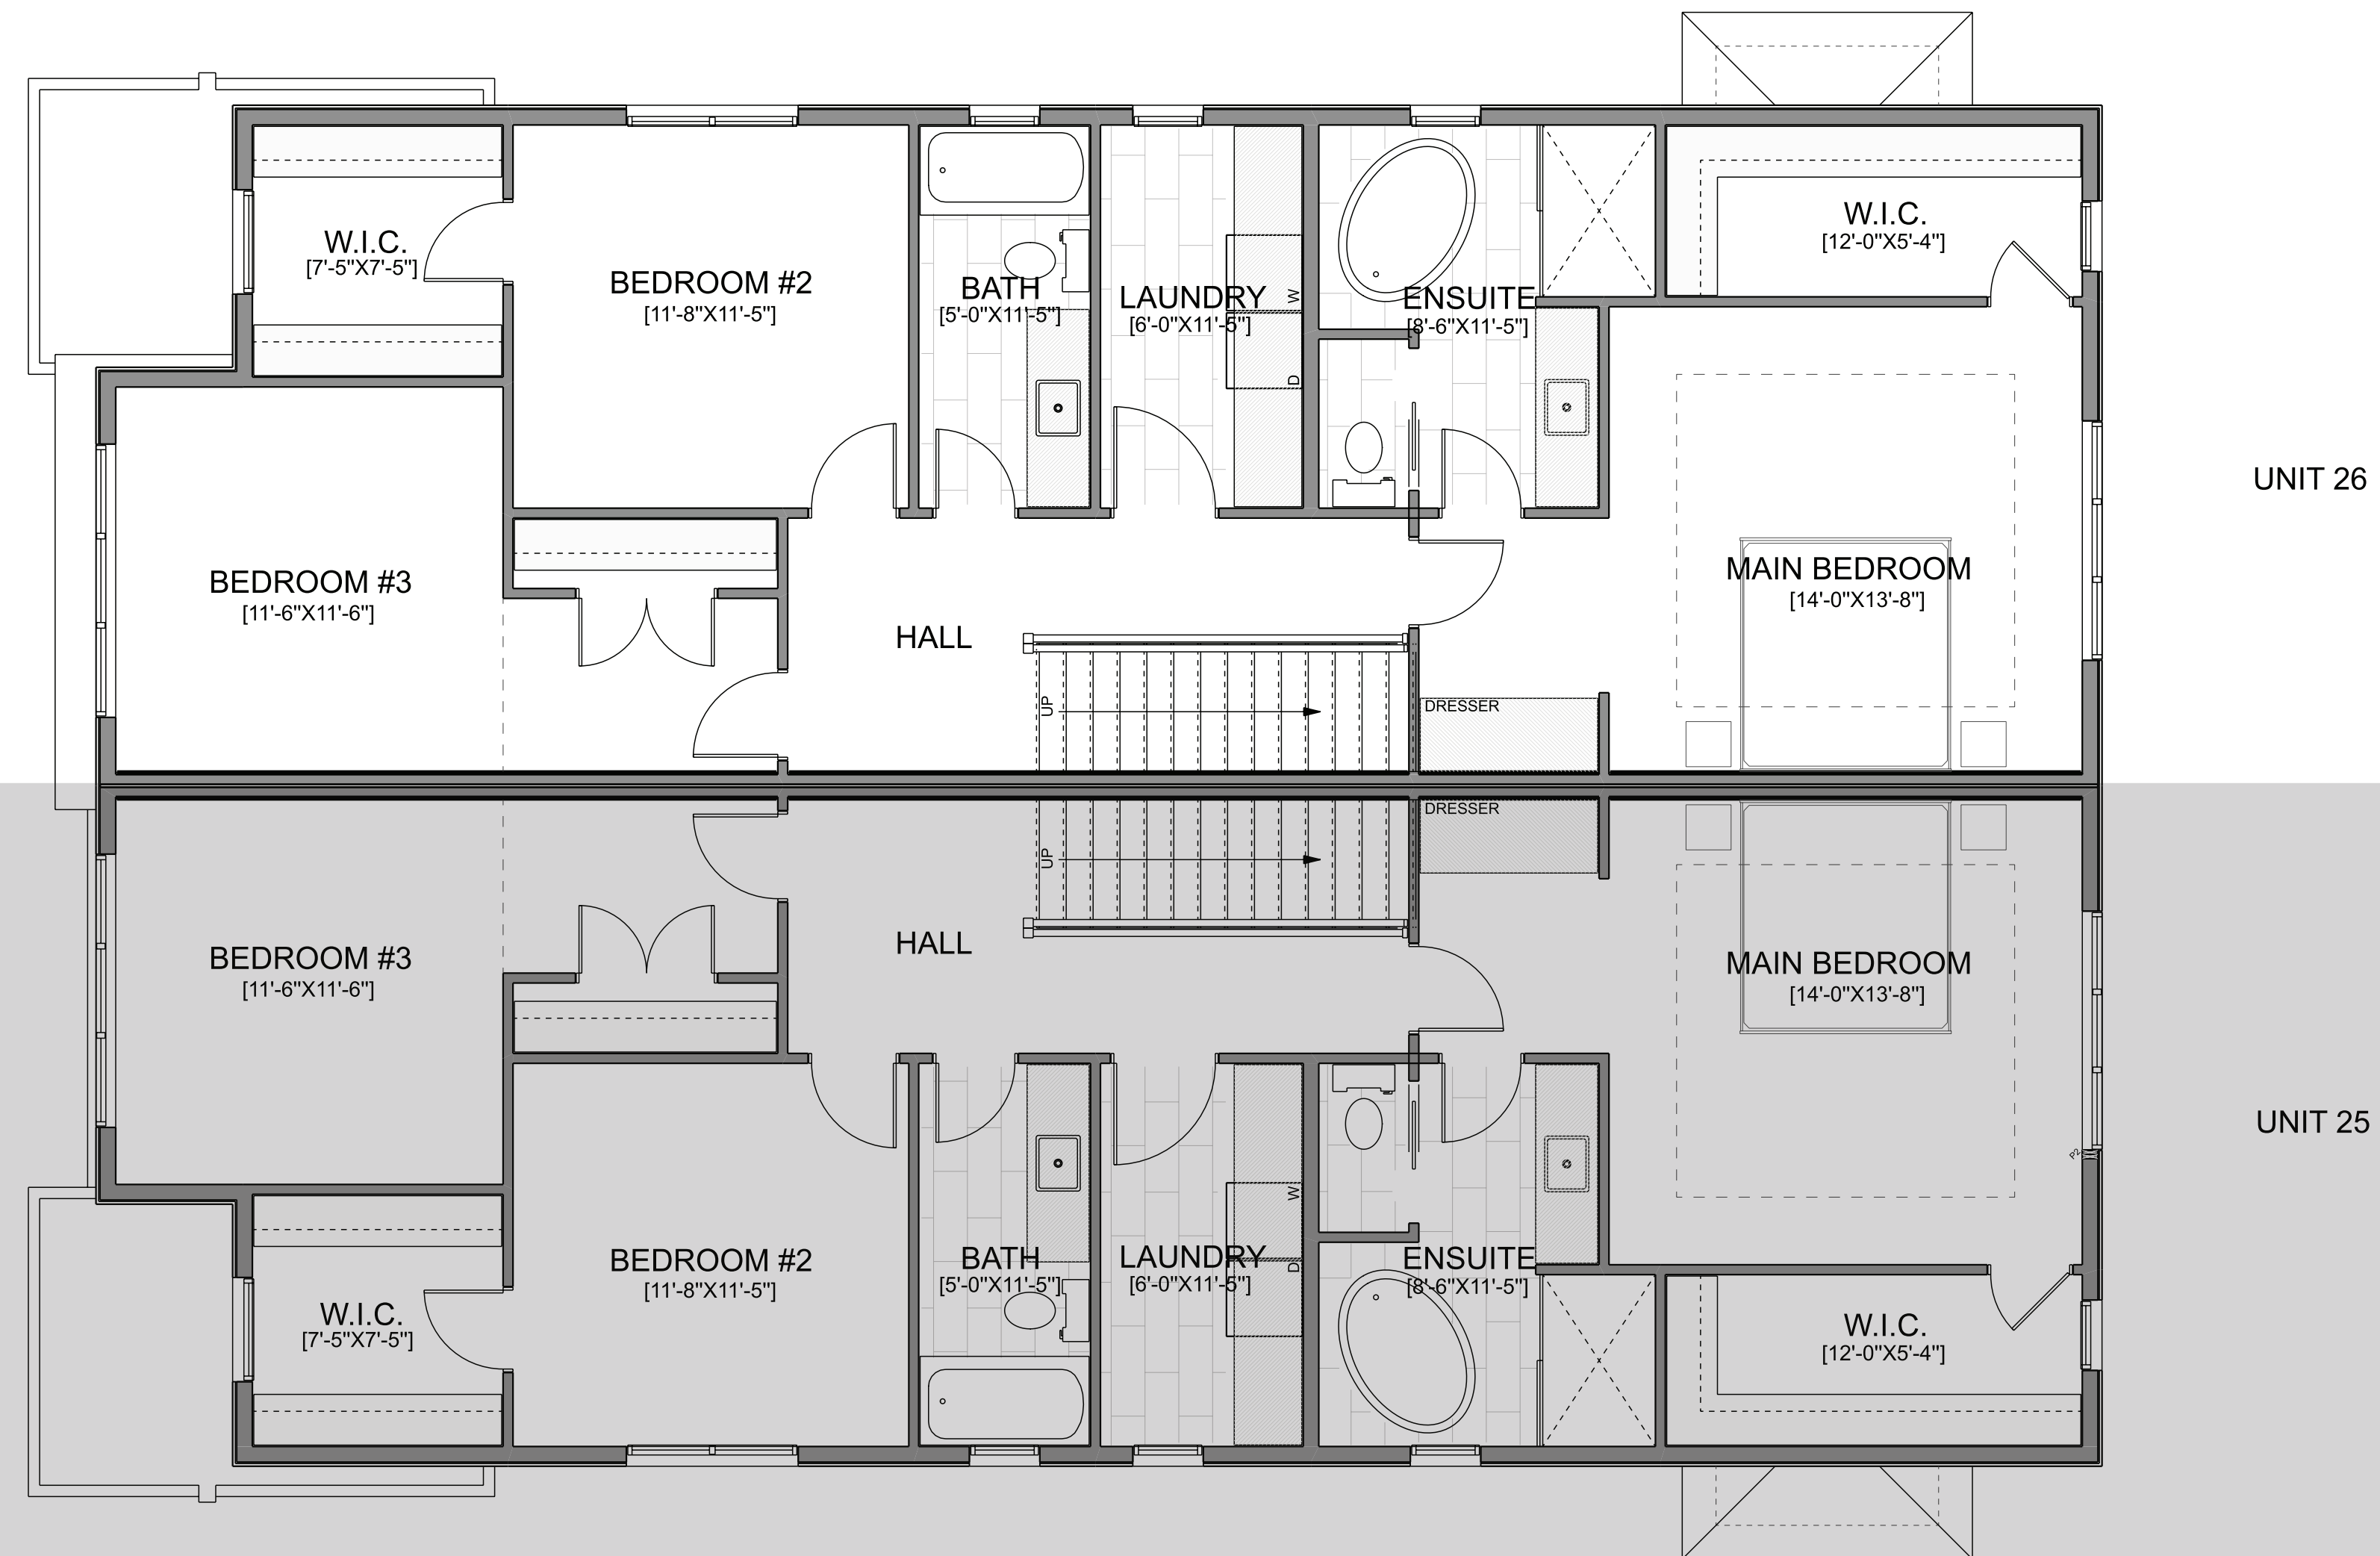 W.I.C.
[7'-5"X7'-5"]
BEDROOM #2
[11'-8"X11'-5"]
BATH
[5'-0"X11'-5"]
LAUNDRY
[6'-0"X11'-5"]
W
D
ENSUITE
[8'-6"X11'-5"]
W.I.C.
[12'-0"X5'-4"]
UNIT 26
BEDROOM #3
[11'-6"X11'-6"]
HALL
UP
DRESSER
MAIN BEDROOM
[14'-0"X13'-8"]
BEDROOM #3
[11'-6"X11'-6"]
HALL
UP
DRESSER
MAIN BEDROOM
[14'-0"X13'-8"]
UNIT 25
P2
W.I.C.
[7'-5"X7'-5"]
BEDROOM #2
[11'-8"X11'-5"]
BATH
[5'-0"X11'-5"]
LAUNDRY
[6'-0"X11'-5"]
W
D
ENSUITE
[8'-6"X11'-5"]
W.I.C.
[12'-0"X5'-4"]